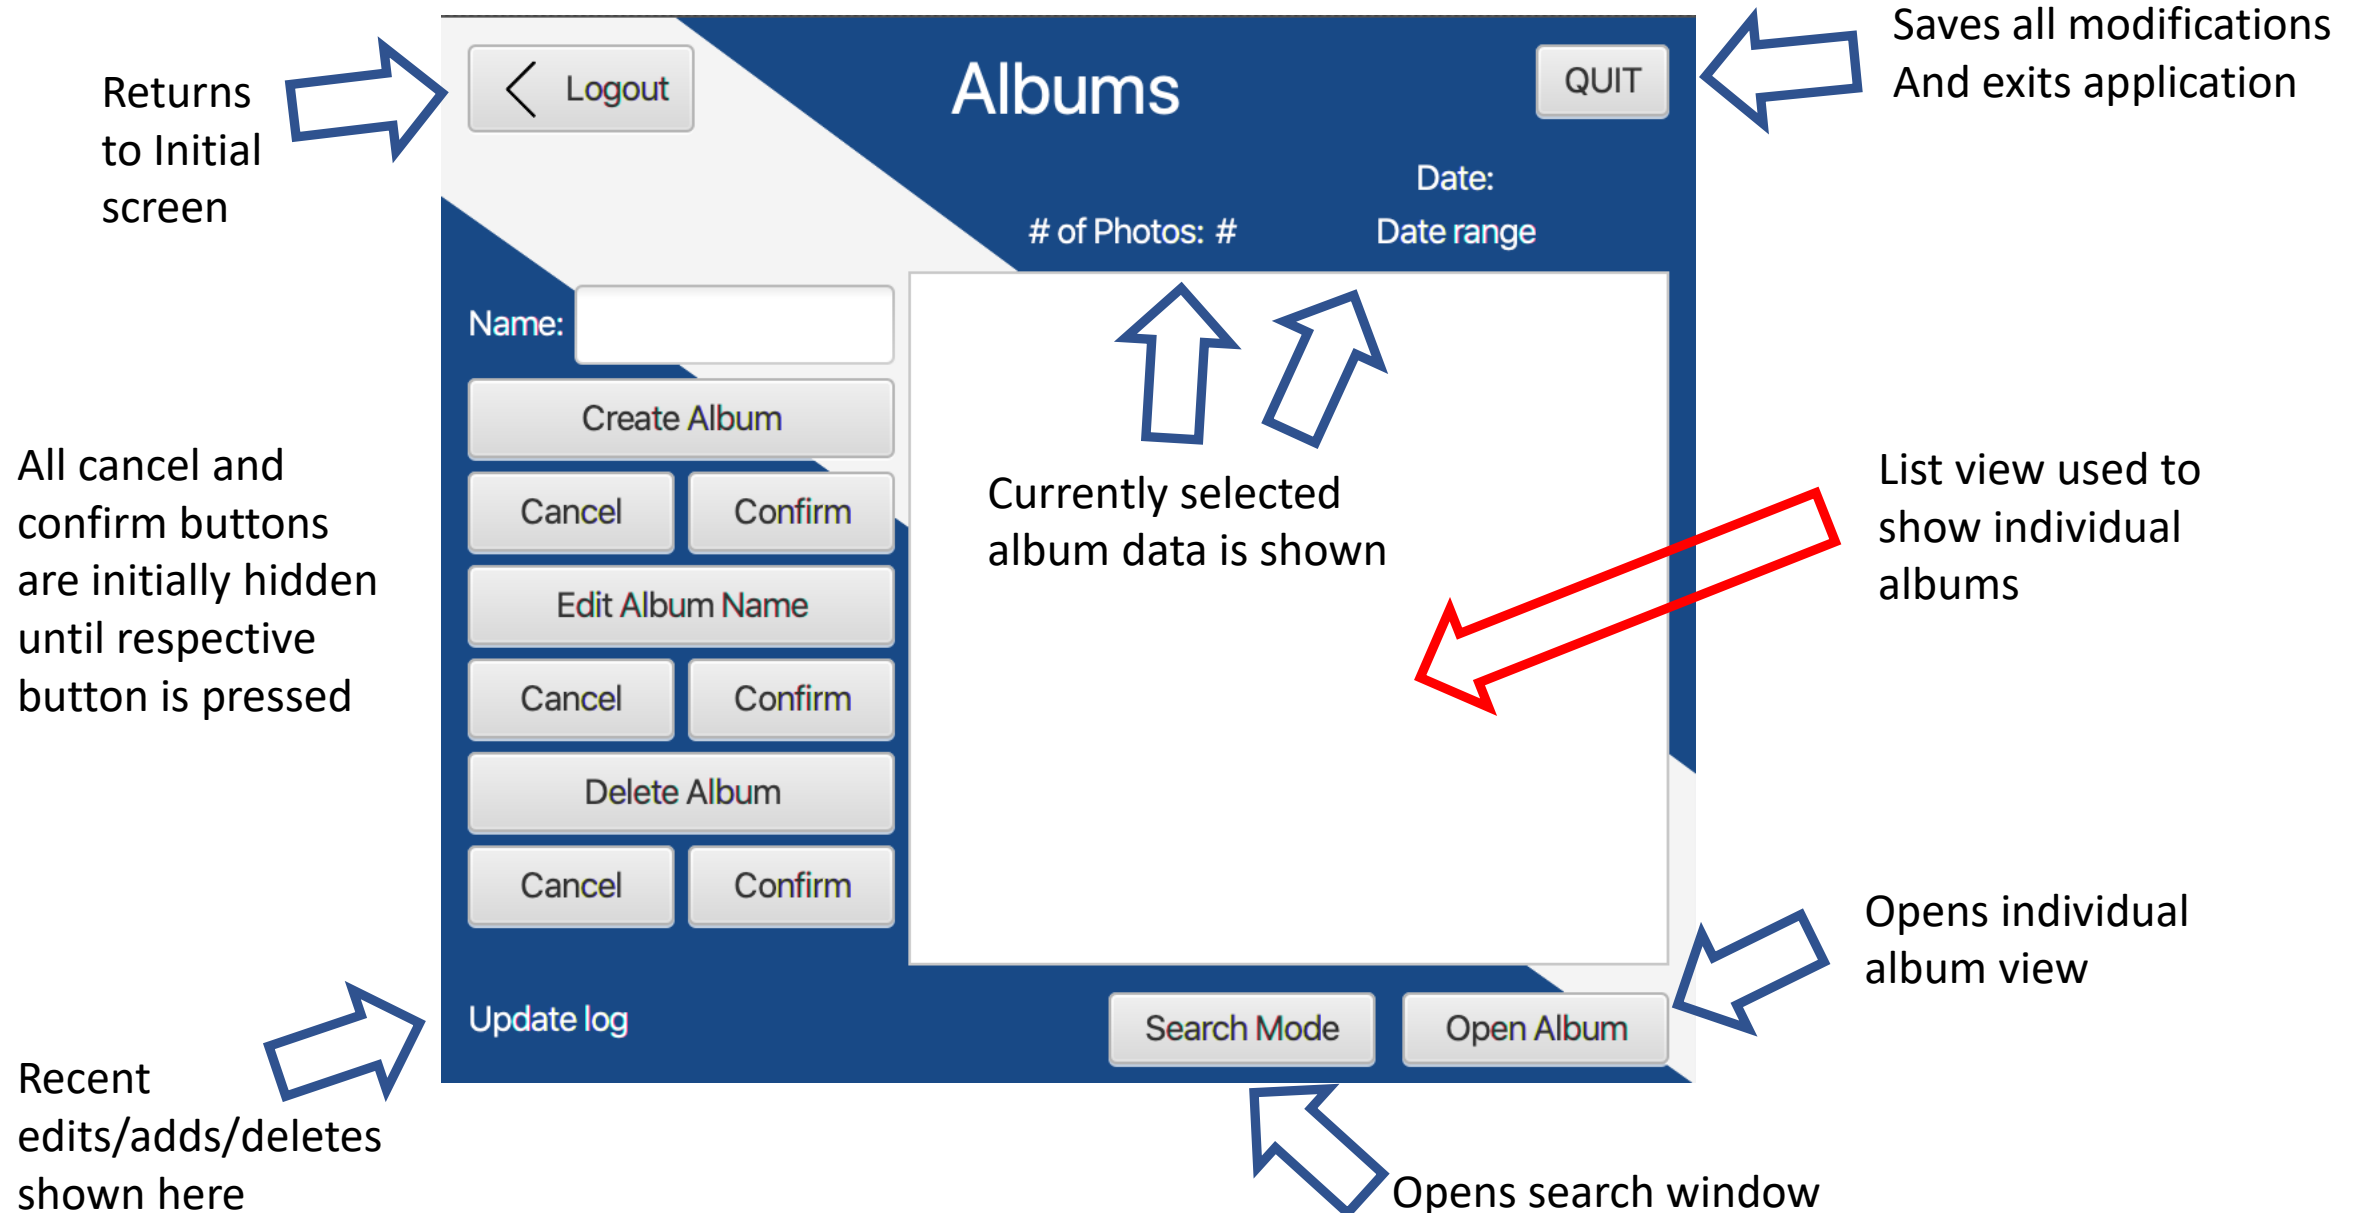 Saves all modifications
And exits application
Returns
to Initial
screen
Logout
Albums
QUIT
Date:
# of Photos: #
Date range
Name:
Create Album
Cancel
Confirm
Edit Album Name
Cancel
Confirm
Delete Album
Cancel
Confirm
All cancel and
confirm buttons
are initially hidden
until respective
button is pressed
Currently selected
album data is shown
List view used to
show individual
albums
Opens individual
album view
Update log
Search Mode
Open Album
Recent
edits/adds/deletes
shown here
Opens search window